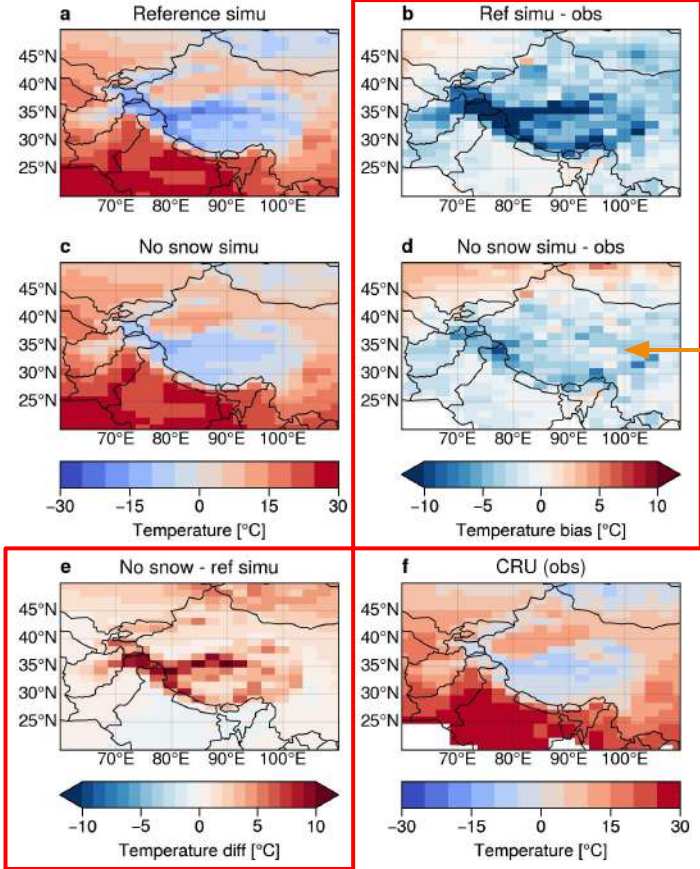 a Reference simu
b Ref simu - obs
45°N
40°N
35°N
30°N
25°N
70°E 80°E 90°E 100°E
45°N
40°N
35°N
30°N
25°N
70°E 80°E 90°E 100°E
c No snow simu
d No snow simu - obs
45°N
40°N
35°N
30°N
25°N
70°E 80°E 90°E 100°E
45°N
40°N
35°N
30°N
25°N
70°E 80°E 90°E 100°E
−30 −15 0 15 30
Temperature [°C]
−10 −5 0 5 10
Temperature bias [°C]
e No snow - ref simu
f CRU (obs)
45°N
40°N
35°N
30°N
25°N
70°E 80°E 90°E 100°E
45°N
40°N
35°N
30°N
25°N
70°E 80°E 90°E 100°E
−10 −5 0 5 10
Temperature diff [°C]
−30 −15 0 15 30
Temperature [°C]